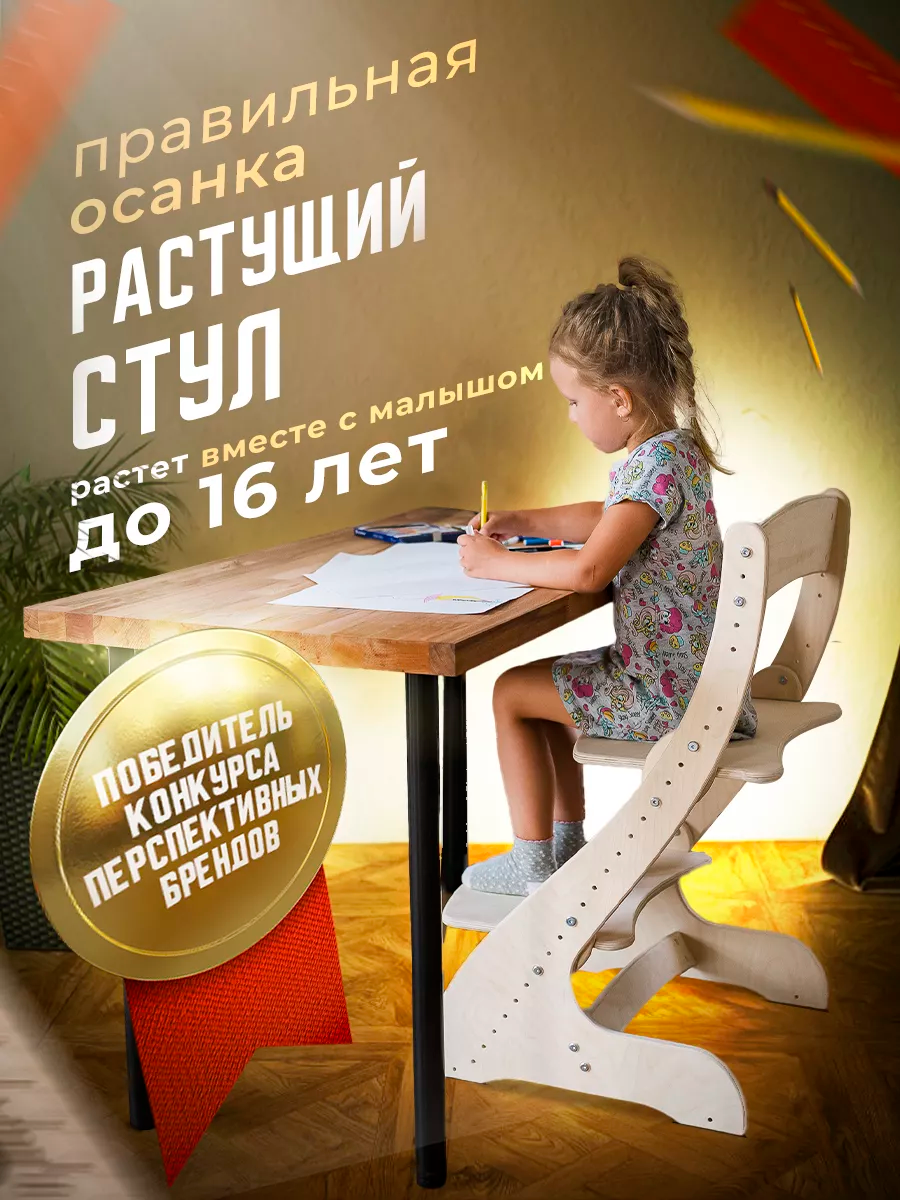 правильная
осанка
РАСТУЩИЙ
СТУЛ
растет вместе с малышом
до 16 лет
ПОБЕДИТЕЛЬ
КОНКУРСА
ПЕРСПЕКТИВНЫХ
БРЕНДОВ